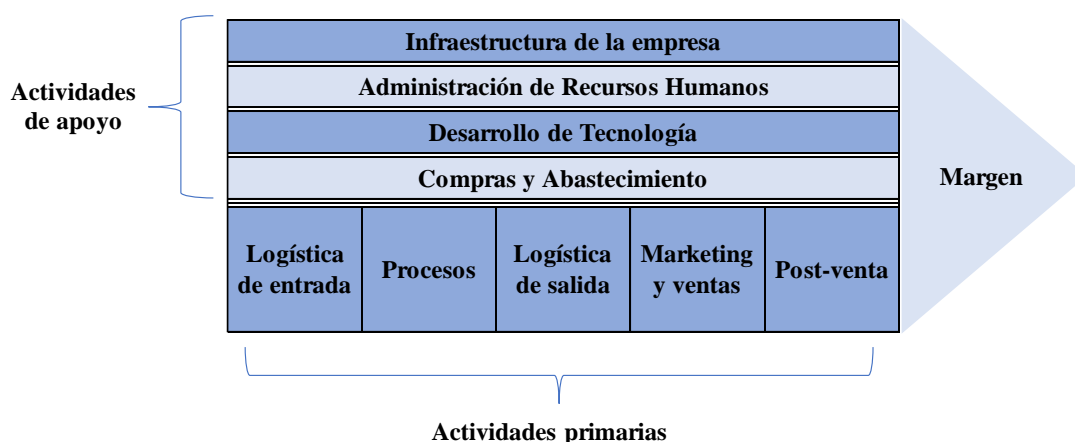 Infraestructura de la empresa
Administración de Recursos Humanos
Desarrollo de Tecnología
Compras y Abastecimiento
Actividades
de apoyo
Margen
Logística
de entrada
Procesos
Logística
de salida
Marketing
y ventas
Post-venta
Actividades primarias